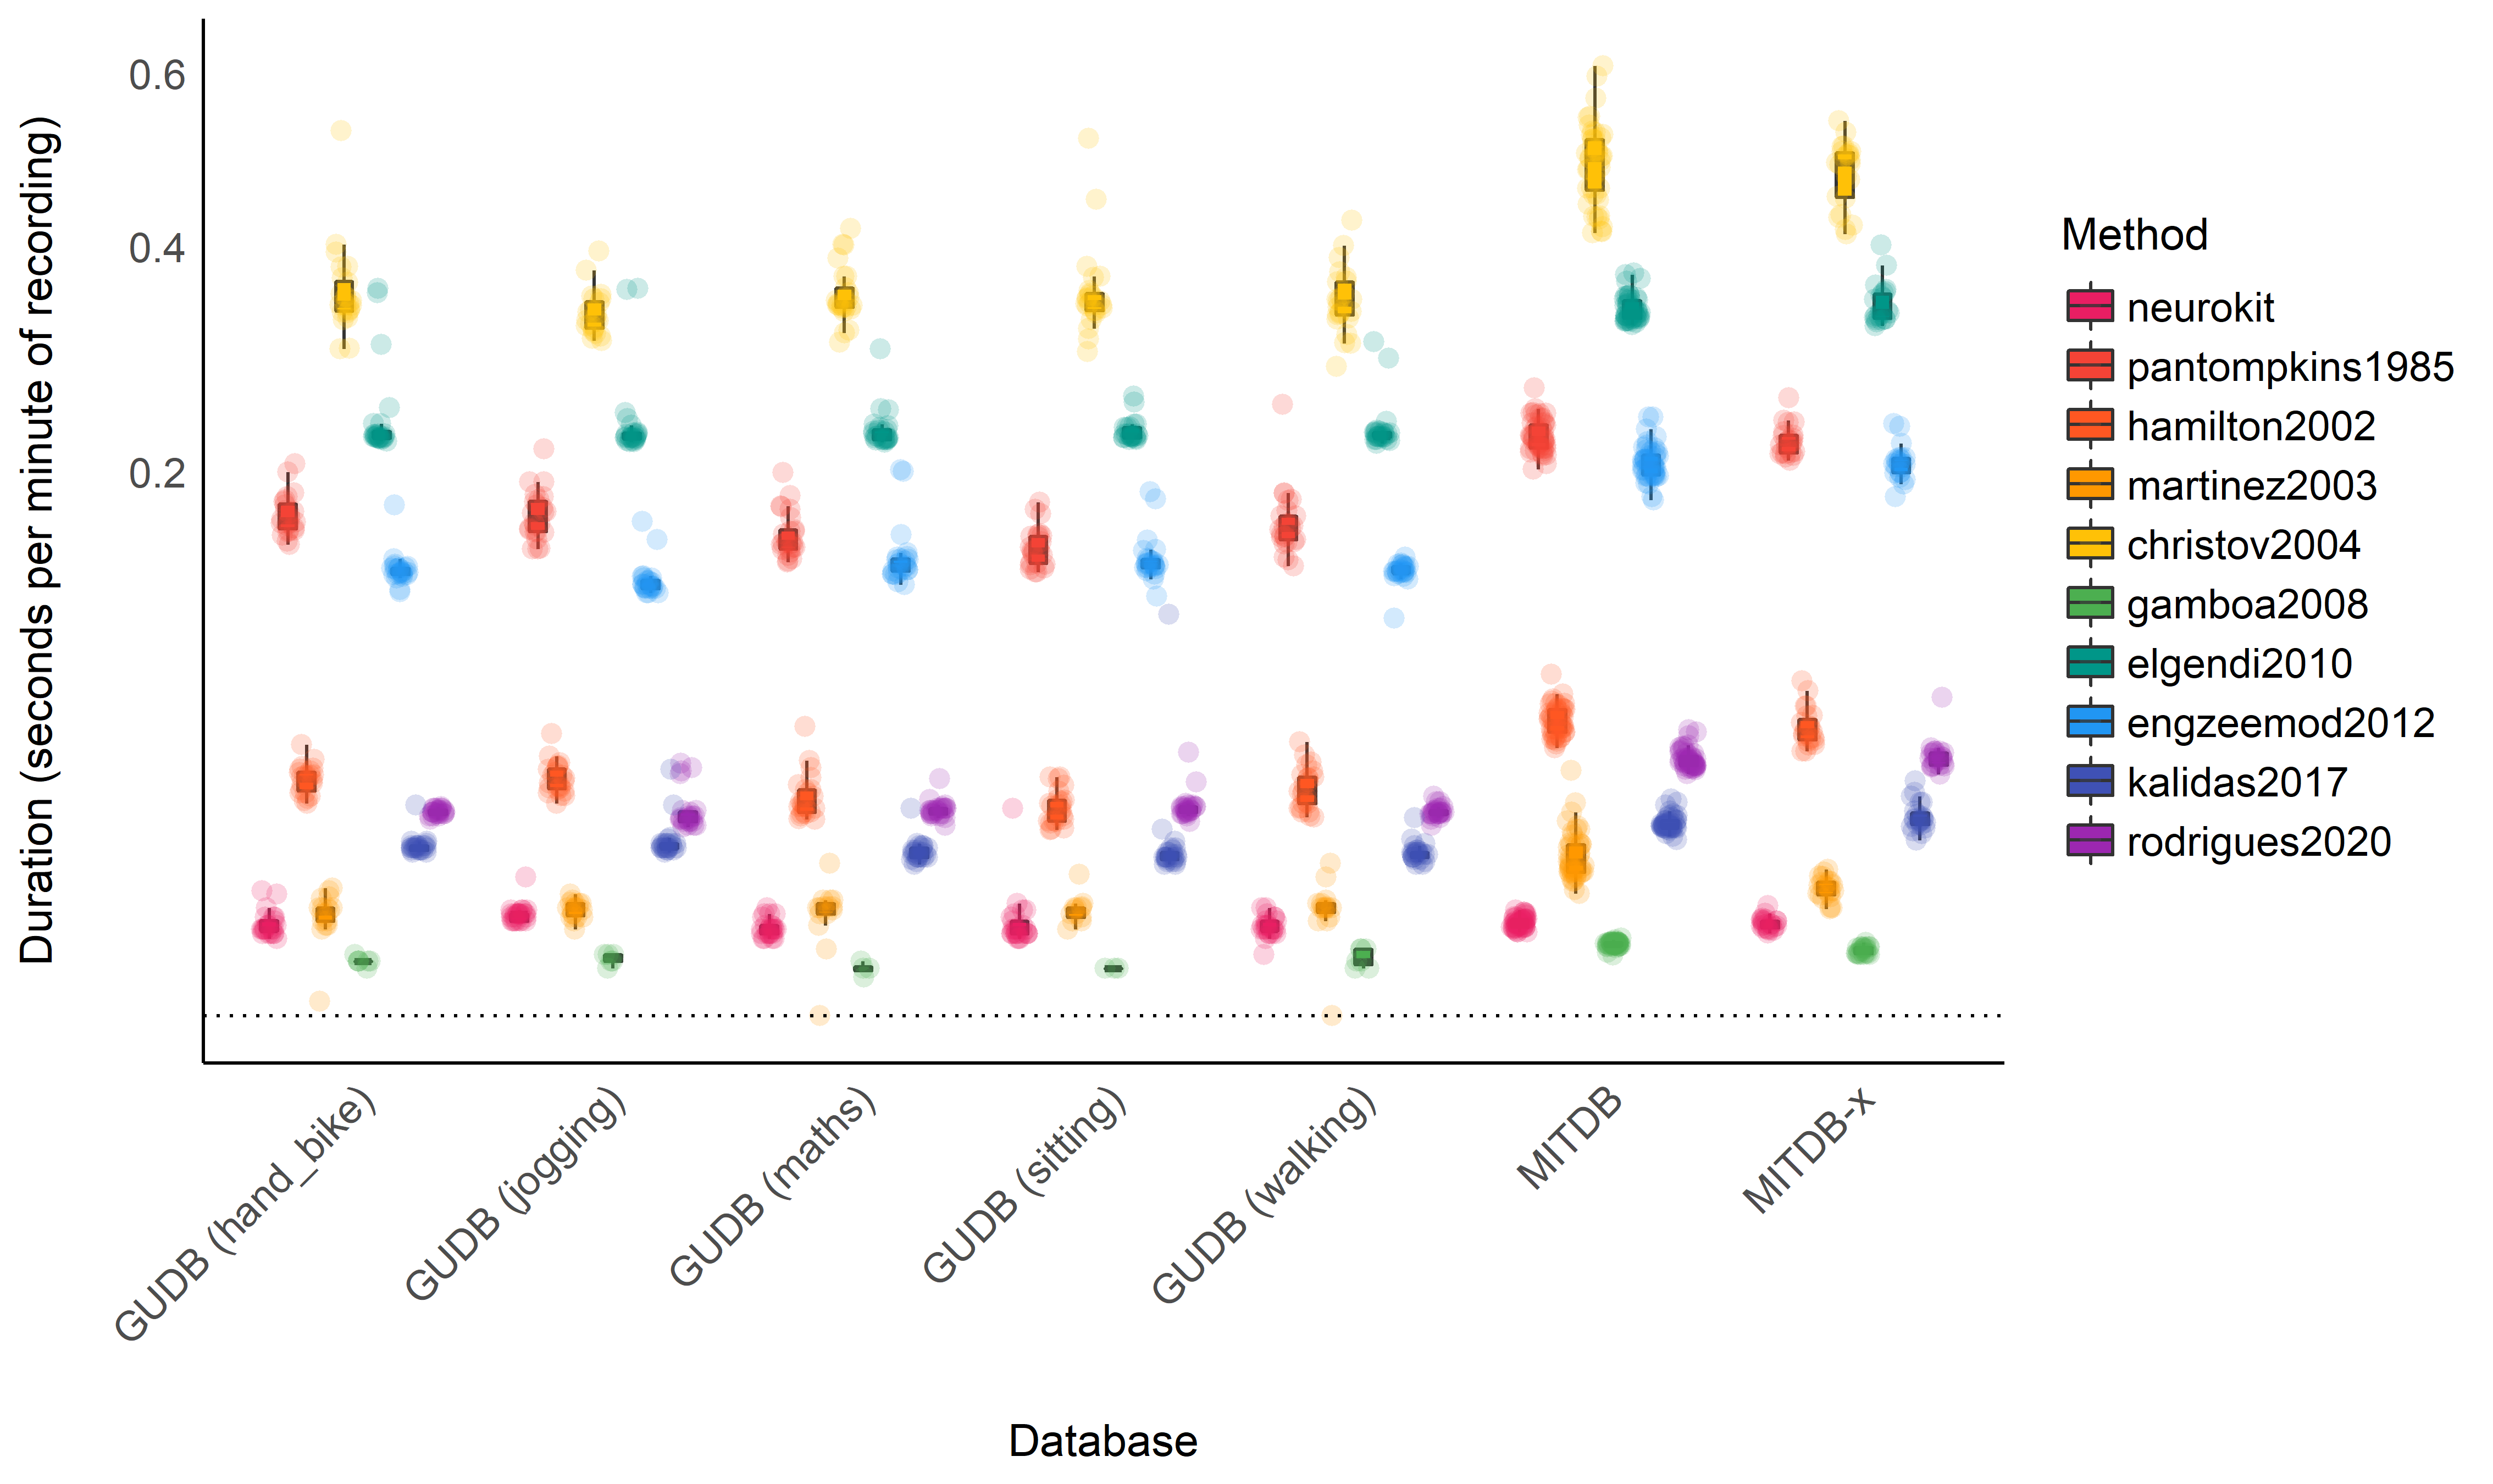 Duration (seconds per minute of recording)
0.6
0.4
0.2
GUDB (hand_bike)
GUDB (jogging)
GUDB (maths)
GUDB (sitting)
GUDB (walking)
MITDB
MITDB-x
Database
Method
neurokit
pantompkins1985
hamilton2002
martinez2003
christov2004
gamboa2008
elgendi2010
engzeemod2012
kalidas2017
rodrigues2020